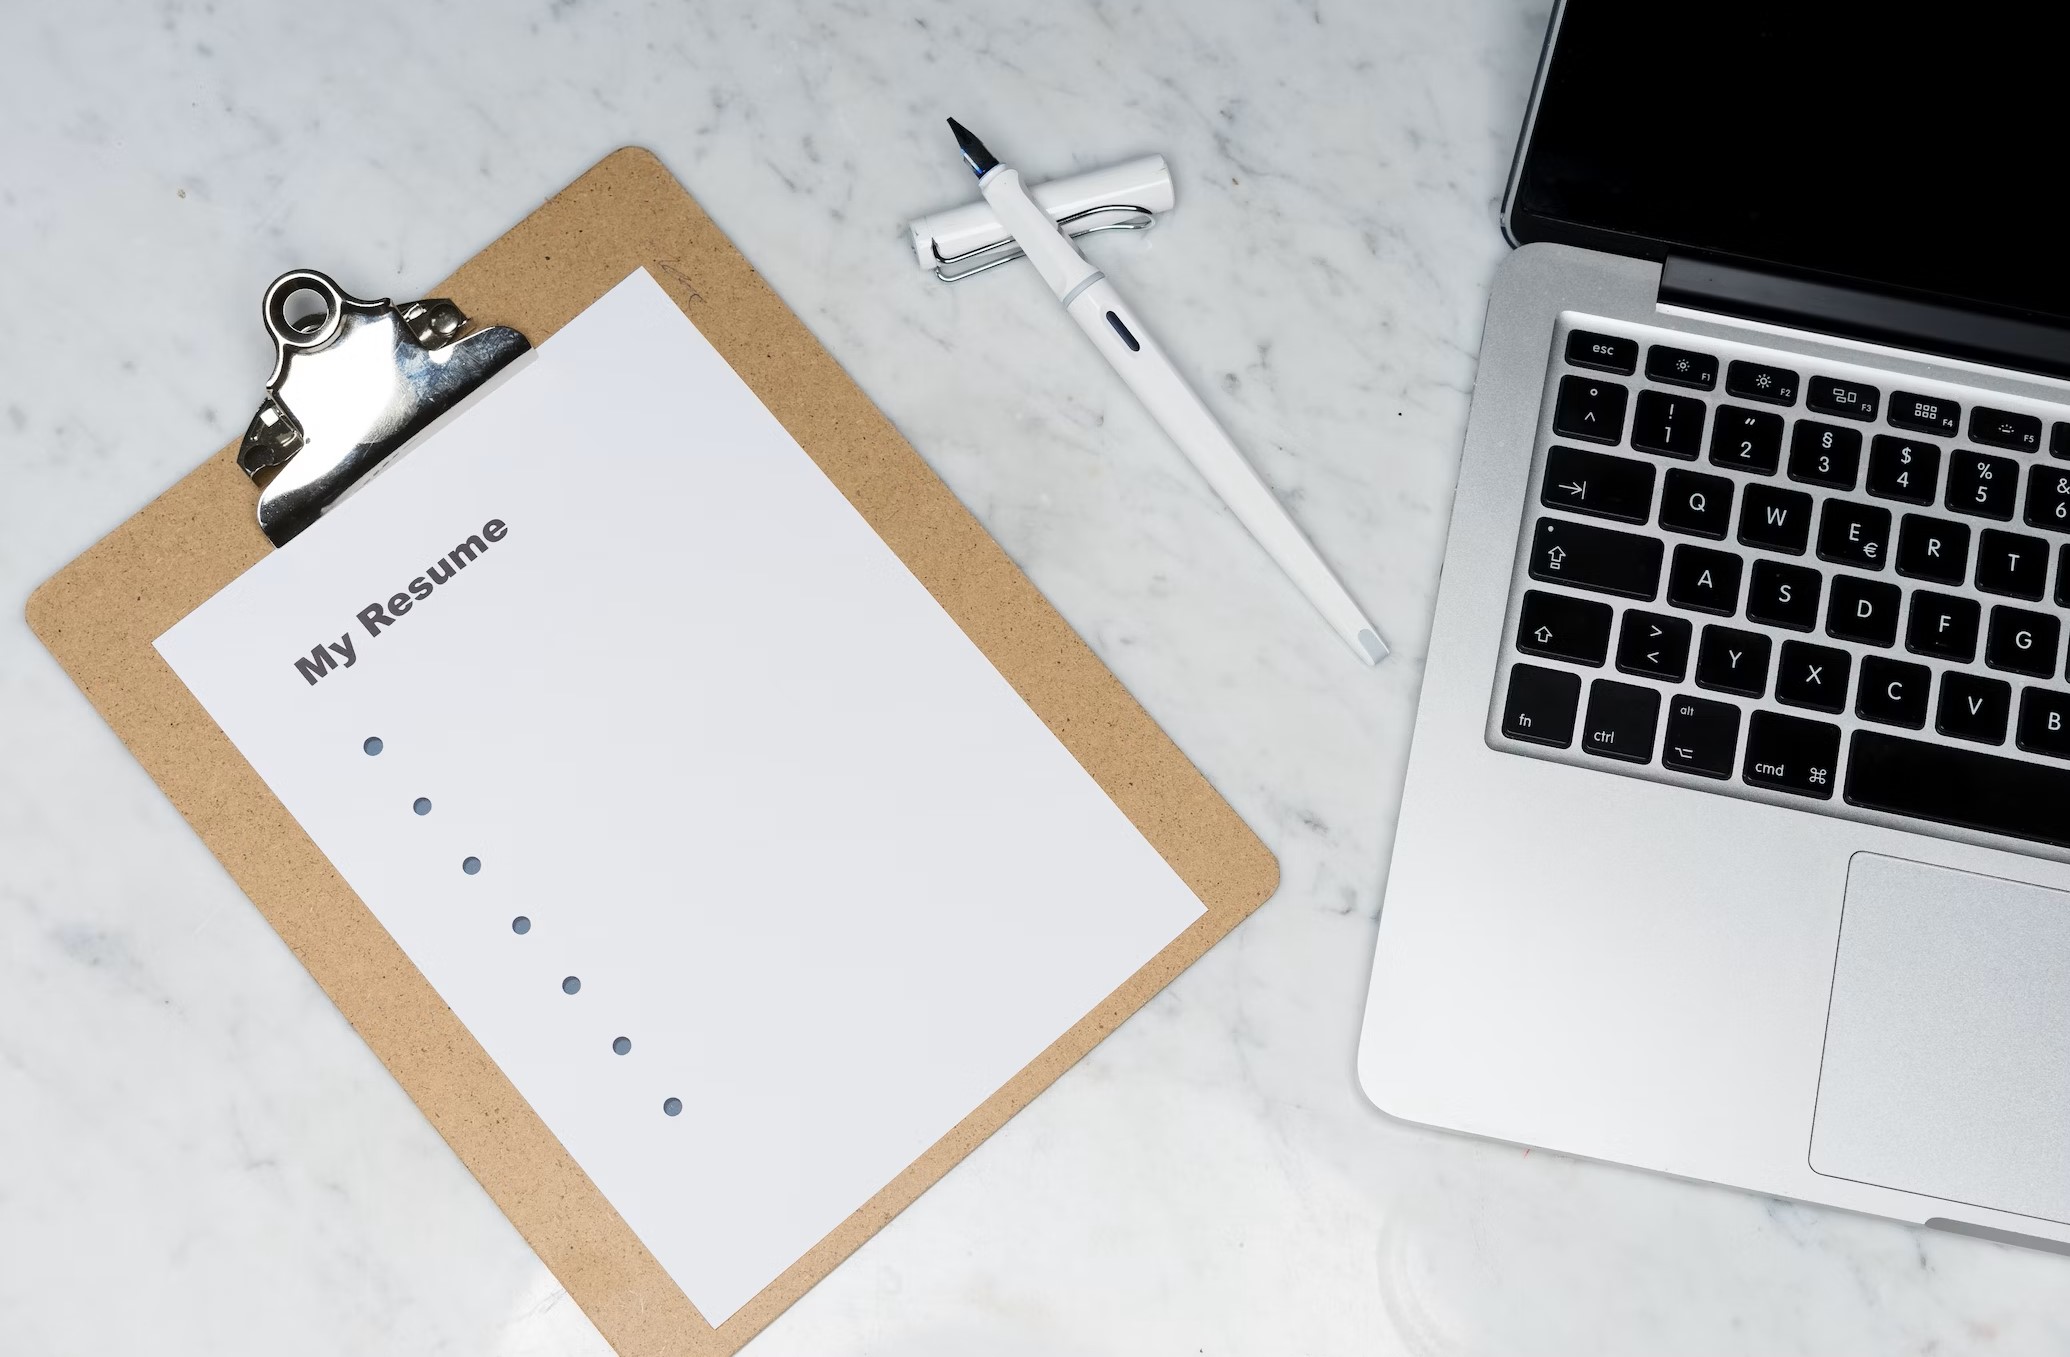 My Resume
esc
F1
F2
F3
F4
F5
° ^
! 1
" 2
§ 3
$ 4
% 5
& 6
Q
W
E €
R
T
A
S
D
F
G
> <
Y
X
C
V
B
fn
ctrl
alt
cmd ⌘